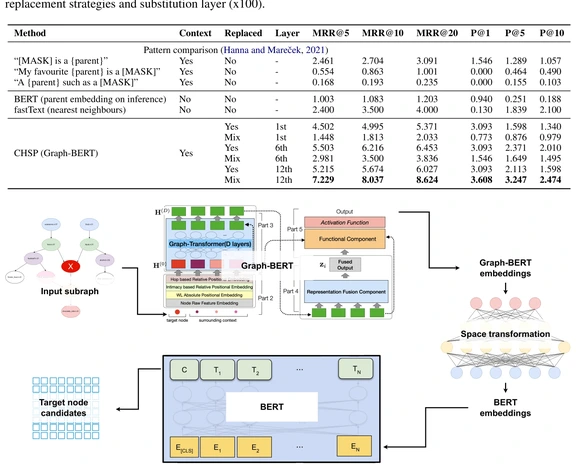 replacement strategies and substitution layer (x100).
Method Context Replaced Layer MRR@5 MRR@10 MRR@20 P@1 P@5 P@10
Pattern comparison (Hanna and Mareček, 2021)
“[MASK] is a {parent}” Yes No - 2.461 2.704 3.091 1.546 1.289 1.057
“My favourite {parent} is a [MASK]” Yes No - 0.554 0.863 1.001 0.000 0.464 0.490
“A {parent} such as a [MASK]” Yes No - 0.168 0.193 0.235 0.000 0.155 0.103
BERT (parent embedding on inference) No No - 1.003 1.083 1.203 0.940 0.251 0.188
fastText (nearest neighbours) No No - 2.400 3.500 4.000 0.130 1.839 2.100
CHSP (Graph-BERT) Yes
Yes 1st 4.502 4.995 5.371 3.093 1.598 1.340
Mix 1st 1.448 1.813 2.033 0.773 0.876 0.979
Yes 6th 5.503 6.216 6.453 3.093 2.371 2.010
Mix 6th 2.981 3.500 3.836 1.546 1.649 1.495
Yes 12th 5.215 5.674 6.027 3.093 2.113 1.598
Mix 12th 7.229 8.037 8.624 3.608 3.247 2.474
X
Input subraph
H(D)
Part 3
Graph-Transformer(D layers)
H(0)
Hop based Relative Positional Embedding
Intimacy based Relative Positional Embedding
WL Absolute Positional Embedding
Node Raw Feature Embedding
Part 2
target node
surrounding context
Graph-BERT
Output
Part 5
Activation Function
Functional Component
Fused
Output
Part 4
Representation Fusion Component
Graph-BERT
embeddings
Space transformation
BERT
embeddings
C T1 T2 ... TN
BERT
E[CLS] E1 E2 ... EN
Target node
candidates